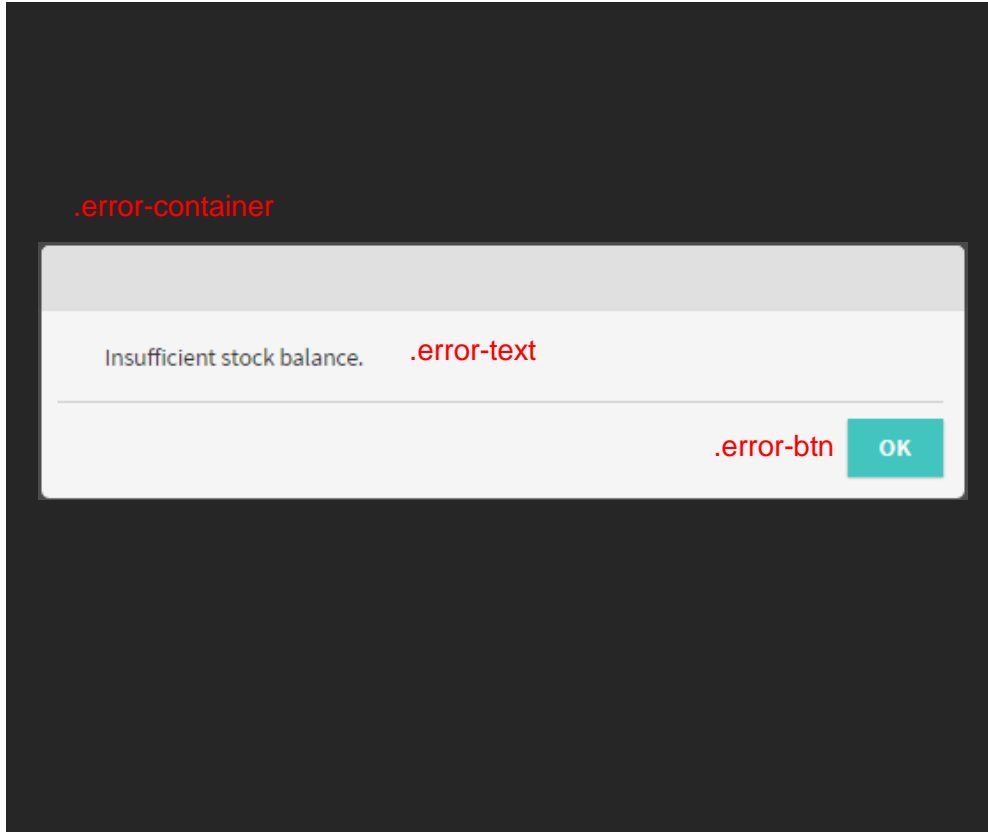 .error-container
Insufficient stock balance.
.error-text
.error-btn
OK